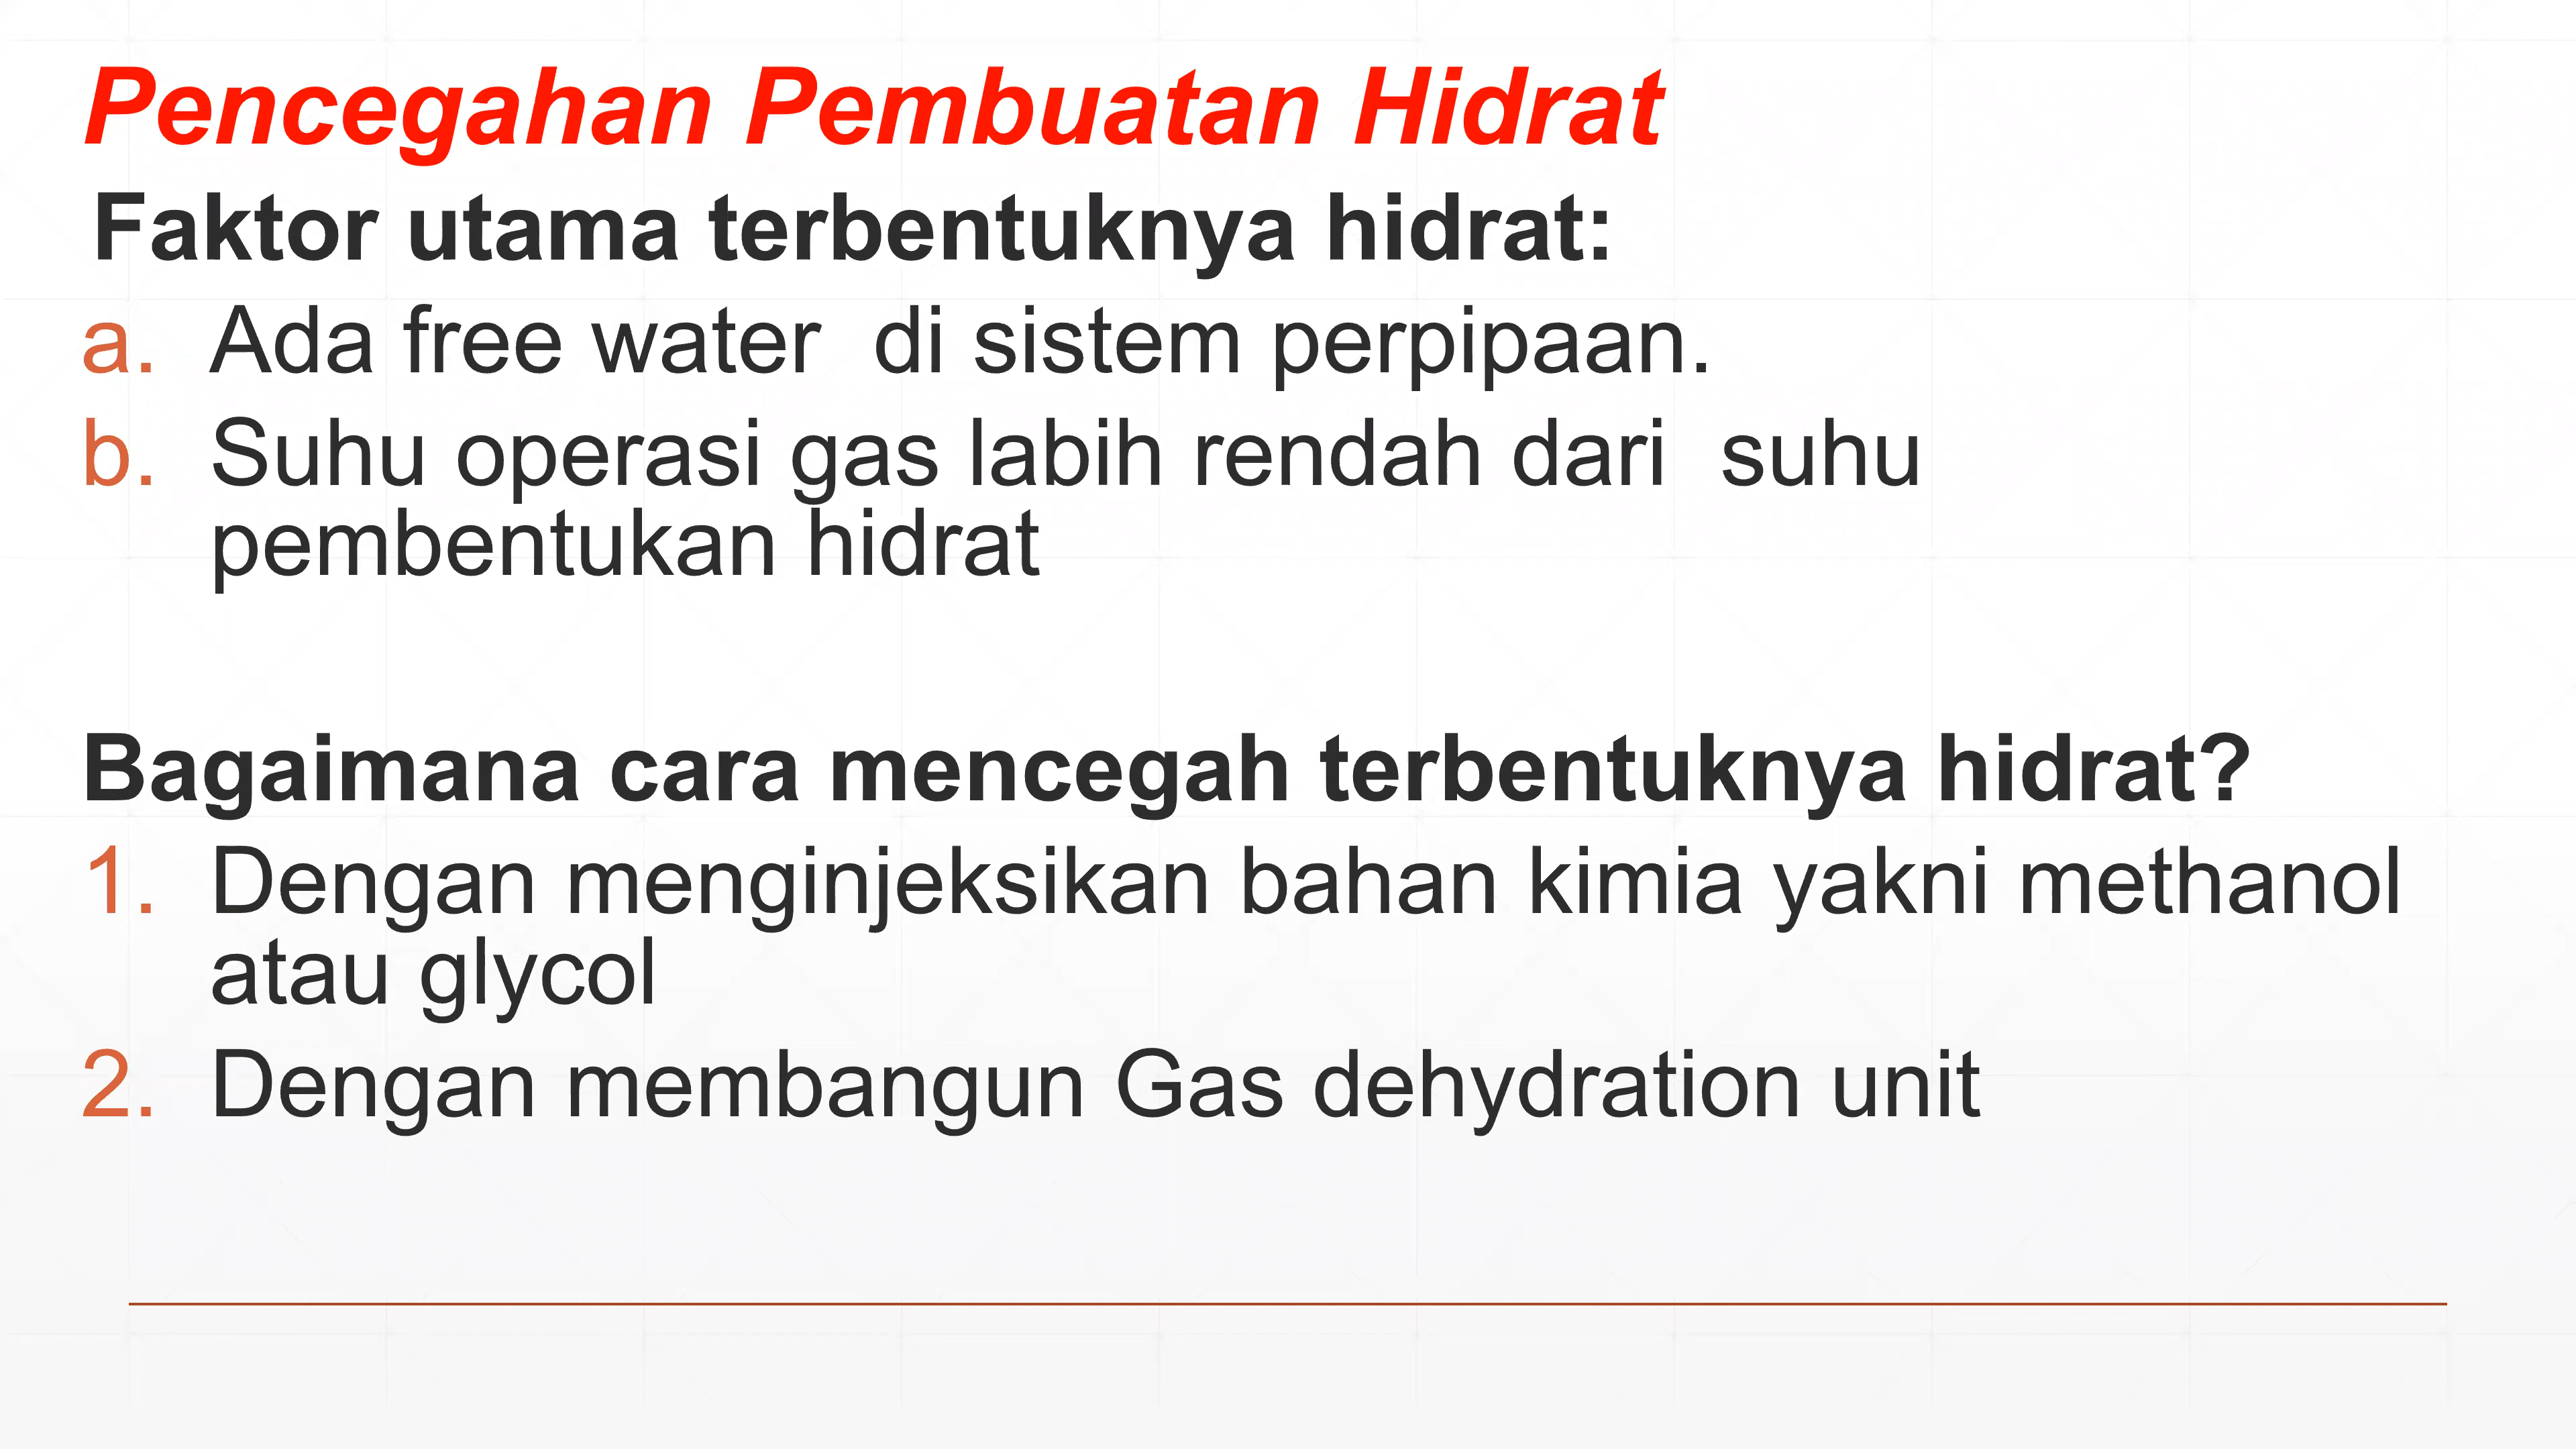 Pencegahan Pembuatan Hidrat
Faktor utama terbentuknya hidrat:
a. Ada free water  di sistem perpipaan.
b. Suhu operasi gas labih rendah dari  suhu
pembentukan hidrat
Bagaimana cara mencegah terbentuknya hidrat?
1. Dengan menginjeksikan bahan kimia yakni methanol
atau glycol
2. Dengan membangun Gas dehydration unit